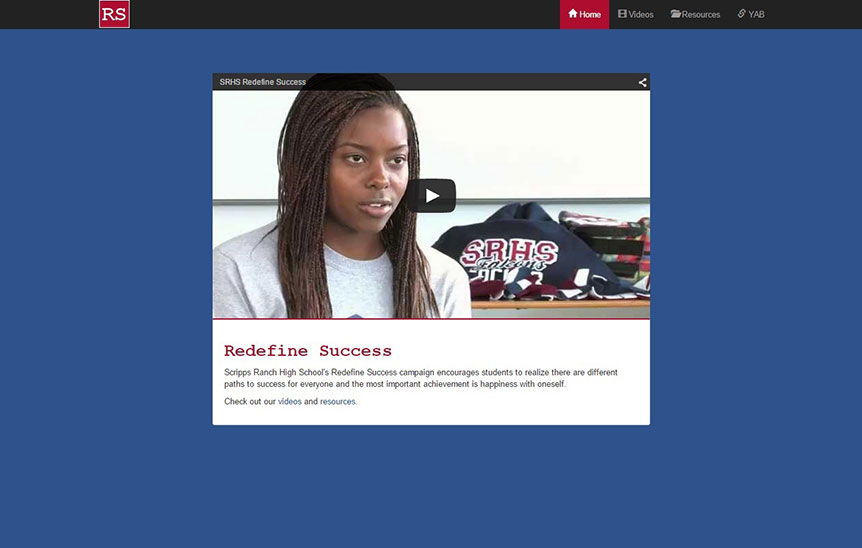 RS
Home Videos Resources YAB
SRHS Redefine Success
SRHS
Falcons
Redefine Success
Scripps Ranch High School's Redefine Success campaign encourages students to realize there are different
paths to success for everyone and the most important achievement is happiness with oneself.
Check out our videos and resources.